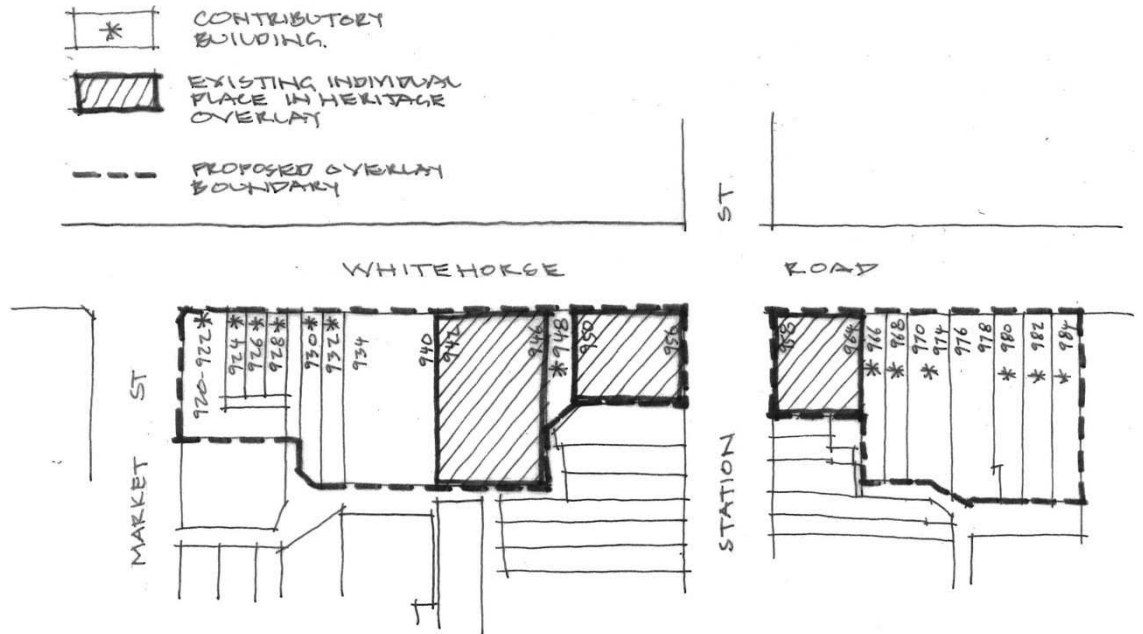 * CONTRIBUTORY
BUILDING.
EXISTING INDIVIDUAL
PLACE IN HERITAGE
OVERLAY
PROPOSED OVERLAY
BOUNDARY
ST
WHITEHORSE ROAD
920-922*
924*
926*
928*
930*
932*
934
940
942
946
*948
950
956
958
964
*966
*968
970
*974
976
978
*980
*982
*984
MARKET ST
STATION